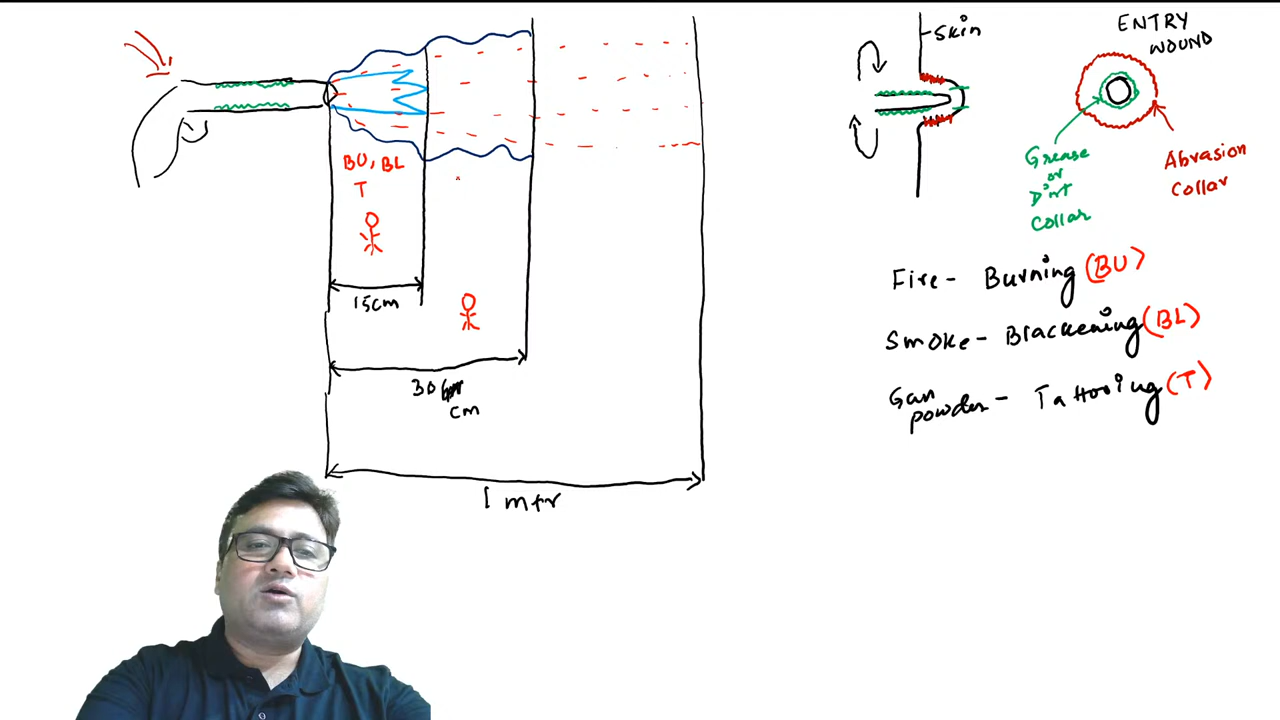 BU, BL
T
15cm
30
cm
1 mtr
Skin
ENTRY
WOUND
Grease
or
Dirt
Collar
Abrasion
Collar
Fire- Burning (BU)
Smoke- Blackening (BL)
Gun
powder- Tattooing (T)